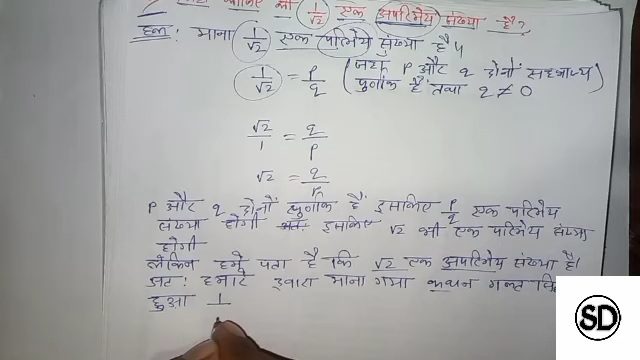 कि 1/√2 एक अपरिमेय संख्या है?
हल: माना 1/√2 एक परिमेय संख्या है।
1/√2 = p/q (जहाँ p और q दोनों सहभाज्य
पूर्णांक हैं तथा q ≠ 0
√2/1 = q/p
√2 = q/p
p और q दोनों पूर्णांक हैं इसलिए p/q एक परिमेय
संख्या होगी अतः इसलिए √2 भी एक परिमेय संख्या
होगी
लेकिन हमें पता है कि √2 एक अपरिमेय संख्या है।
अत: हमारे द्वारा माना गया कथन गलत
हुआ 1
SD